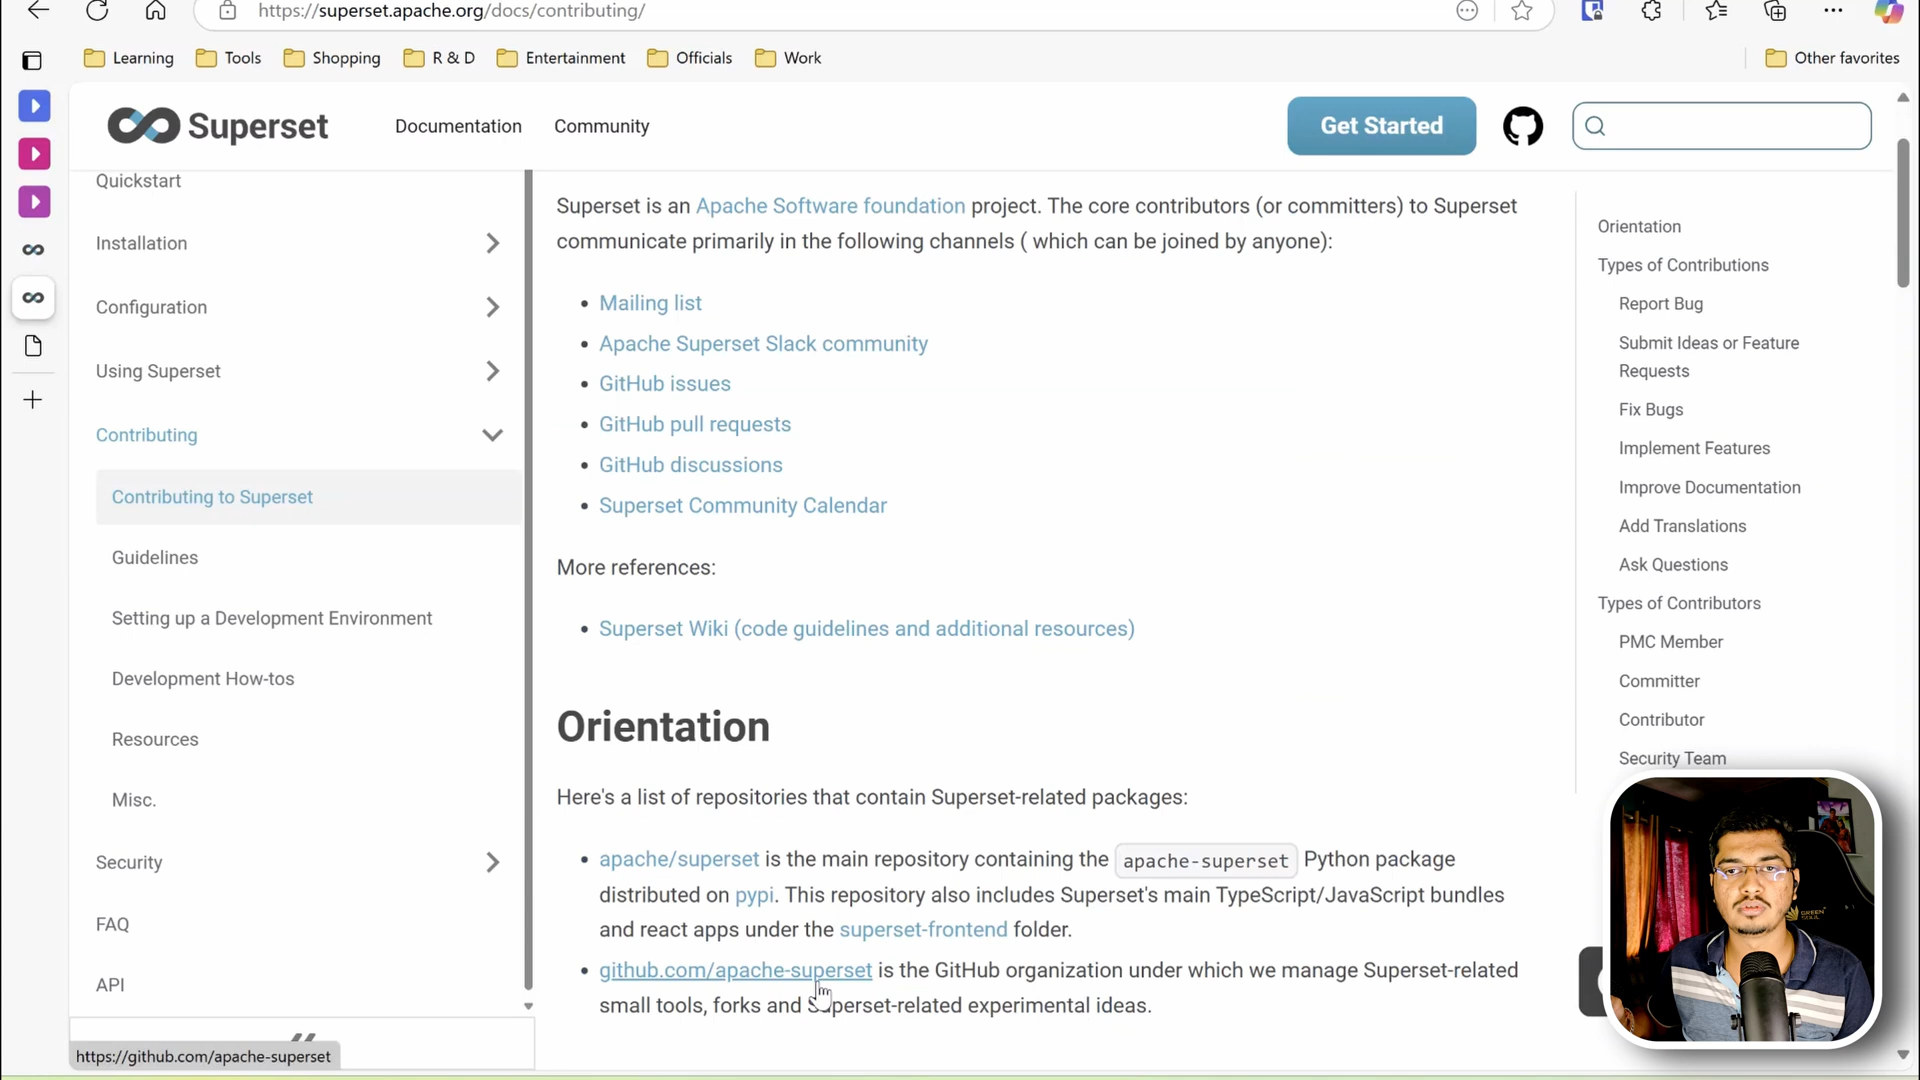 https://superset.apache.org/docs/contributing/
Learning
Tools
Shopping
R & D
Entertainment
Officials
Work
Other favorites
Superset
Documentation
Community
Get Started
Quickstart
Installation
Configuration
Using Superset
Contributing
Contributing to Superset
Guidelines
Setting up a Development Environment
Development How-tos
Resources
Misc.
Security
FAQ
API
https://github.com/apache-superset
Superset is an Apache Software foundation project. The core contributors (or committers) to Superset
communicate primarily in the following channels ( which can be joined by anyone):
• Mailing list
• Apache Superset Slack community
• GitHub issues
• GitHub pull requests
• GitHub discussions
• Superset Community Calendar
More references:
• Superset Wiki (code guidelines and additional resources)
Orientation
Here's a list of repositories that contain Superset-related packages:
• apache/superset is the main repository containing the apache-superset Python package
distributed on pypi. This repository also includes Superset's main TypeScript/JavaScript bundles
and react apps under the superset-frontend folder.
• github.com/apache-superset is the GitHub organization under which we manage Superset-related
small tools, forks and Superset-related experimental ideas.
Orientation
Types of Contributions
Report Bug
Submit Ideas or Feature
Requests
Fix Bugs
Implement Features
Improve Documentation
Add Translations
Ask Questions
Types of Contributors
PMC Member
Committer
Contributor
Security Team
GREEN
SOUL